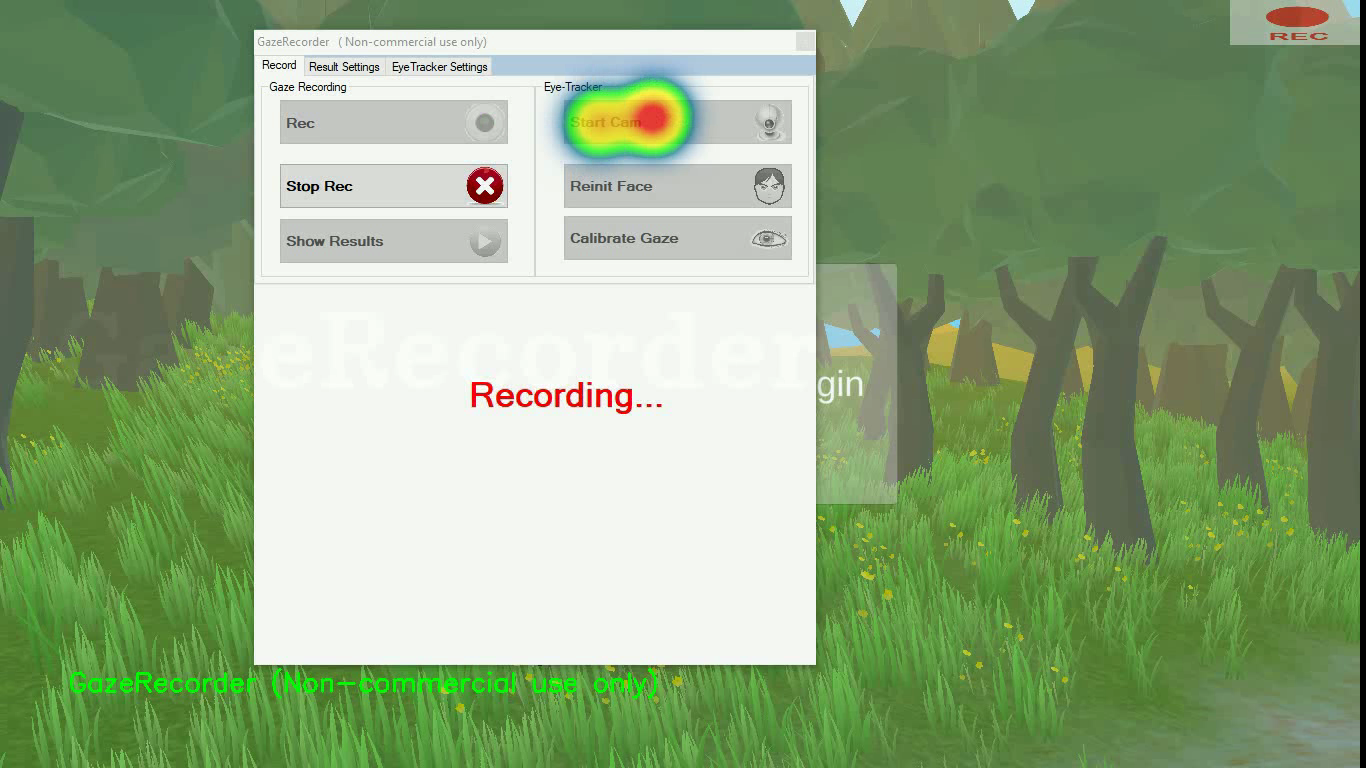 GazeRecorder ( Non-commercial use only)
REC
Record Result Settings EyeTracker Settings
Gaze Recording
Rec
Stop Rec
Show Results
Eye-Tracker
Start Cam
Reinit Face
Calibrate Gaze
GazeRecorder
Recording...
gin
GazeRecorder (Non-commercial use only)